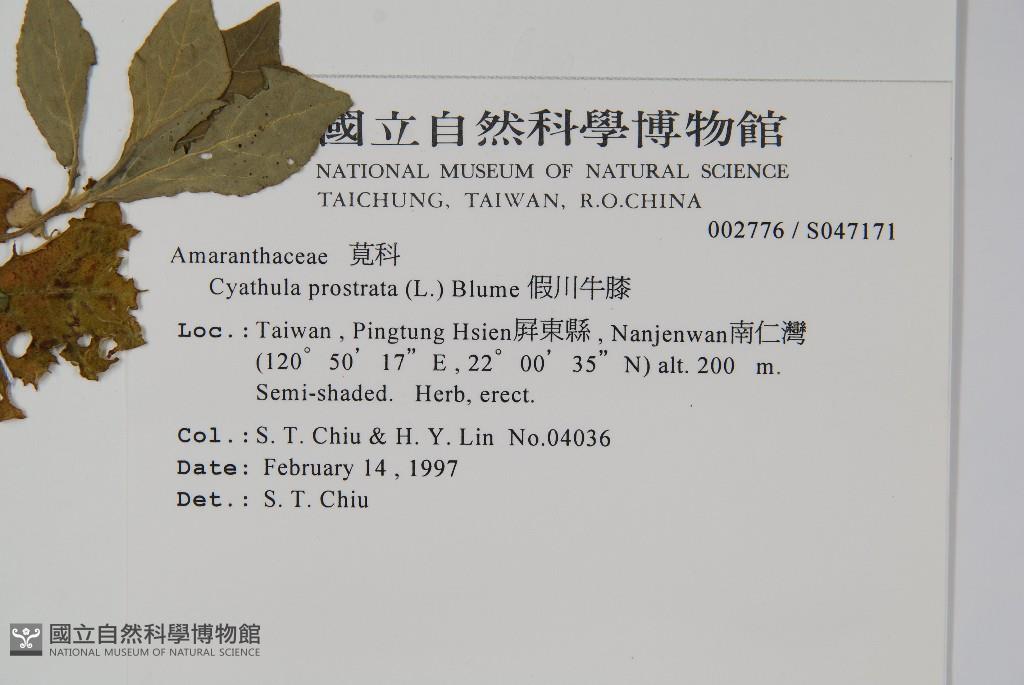 國立自然科學博物館
NATIONAL MUSEUM OF NATURAL SCIENCE
TAICHUNG, TAIWAN, R.O.CHINA
002776 / S047171
Amaranthaceae 莧科
Cyathula prostrata (L.) Blume 假川牛膝
Loc.: Taiwan , Pingtung Hsien屏東縣 , Nanjenwan南仁灣
(120° 50’ 17” E , 22° 00’ 35” N) alt. 200 m.
Semi-shaded. Herb, erect.
Col.: S. T. Chiu & H. Y. Lin No.04036
Date: February 14 , 1997
Det.: S. T. Chiu
國立自然科學博物館
NATIONAL MUSEUM OF NATURAL SCIENCE